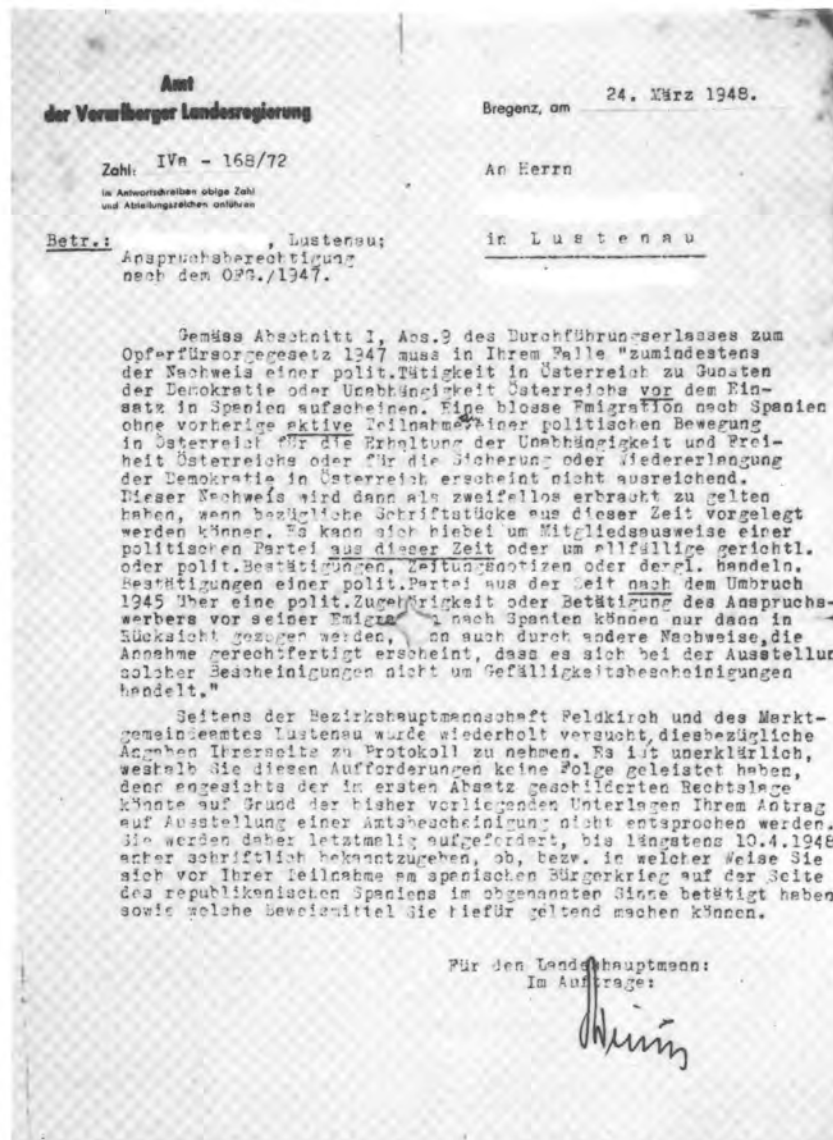 Amt
der Vorarlberger Landesregierung
Bregenz, am 24. März 1948.
Zahl: IVa - 168/72
Im Antwortschreiben obige Zahl
und Abteilungszeichen anführen
An Herrn
Betr.: , Lustenau;
Anspruchsberechtigung
nach dem OFG./1947.
in Lustenau
Gemäss Abschnitt I, Abs.9 des Durchführungserlasses zum
Opferfürsorgegesetz 1947 muss in Ihrem Falle "zumindestens
der Nachweis einer polit.Tätigkeit in Österreich zu Gunsten
der Demokratie oder Unabhängigkeit Österreichs vor dem Ein-
satz in Spanien aufscheinen. Eine blosse Emigration nach Spanien
ohne vorherige aktive Teilnahme einer politischen Bewegung
in Österreich für die Erhaltung der Unabhängigkeit und Frei-
heit Österreichs oder für die Sicherung oder Wiedererlangung
der Demokratie in Österreich erscheint nicht ausreichend.
Dieser Nachweis wird dann als zweifellos erbracht zu gelten
haben, wenn bezügliche Schriftstücke aus dieser Zeit vorgelegt
werden können. Es kann sich hiebei um Mitgliedsausweise einer
politischen Partei aus dieser Zeit oder um allfällige gerichtl.
oder polit.Bestätigungen, Zeitungsnotizen oder dergl. handeln.
Bestätigungen einer polit.Partei aus der Zeit nach dem Umbruch
1945 über eine polit.Zugehörigkeit oder Betätigung des Anspruchs-
werbers vor seiner Emigra nach Spanien können nur dann in
Rücksicht gezogen werden, nn auch durch andere Nachweise,die
Annahme gerechtfertigt erscheint, dass es sich bei der Ausstellun
solcher Bescheinigungen nicht um Gefälligkeitsbescheinigungen
handelt."
Seitens der Bezirkshauptmannschaft Feldkirch und des Markt-
gemeindeamtes Lustenau wurde wiederholt versucht,diesbezügliche
Angaben Ihrerseits zu Protokoll zu nehmen. Es ist unerklärlich,
weshalb Sie diesen Aufforderungen keine Folge geleistet haben,
denn angesichts der im ersten Absatz geschilderten Rechtslage
könnte auf Grund der bisher vorliegenden Unterlagen Ihrem Antrag
auf Ausstellung einer Amtsbescheinigung nicht entsprochen werden.
Sie werden daher letztmalig aufgefordert, bis längstens 10.4.1948
anher schriftlich bekanntzugeben, ob, bezw. in welcher Weise Sie
sich vor Ihrer Teilnahme am spanischen Bürgerkrieg auf der Seite
des republikanischen Spaniens im obgenannten Sinne betätigt haben
sowie welche Beweismittel Sie hiefür geltend machen können.
Für den Landeshauptmann:
Im Auftrage: